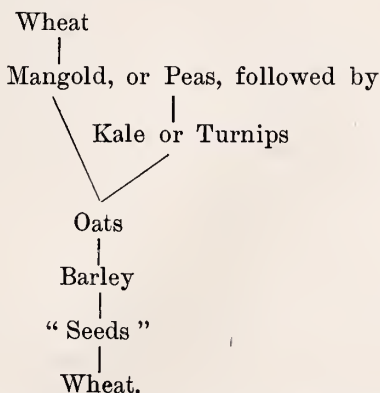 Wheat
Mangold, or Peas, followed by
Kale or Turnips
Oats
Barley
“ Seeds ”
Wheat.